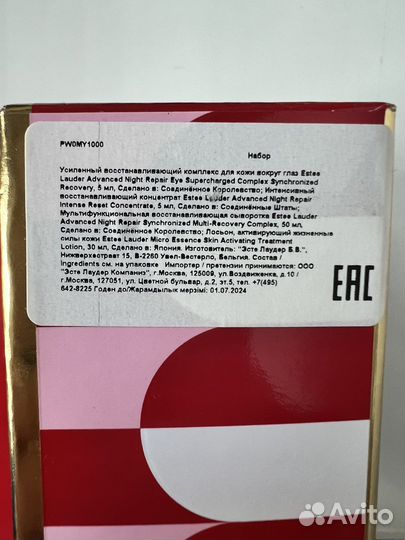 PW0MY1000
Набор
Усиленный восстанавливающий комплекс для кожи вокруг глаз Estee
Lauder Advanced Night Repair Eye Supercharged Complex Synchronized
Recovery, 5 мл, Сделано в: Соединённое Королевство; Интенсивный
восстанавливающий концентрат Estee Lauder Advanced Night Repair
Intense Reset Concentrate, 5 мл, Сделано в: Соединённые Штаты;
Мультифункциональная восстанавливающая сыворотка Estee Lauder
Advanced Night Repair Synchronized Multi-Recovery Complex, 50 мл,
Сделано в: Соединённое Королевство; Лосьон, активирующий жизненные
силы кожи Estee Lauder Micro Essence Skin Activating Treatment
Lotion, 30 мл, Сделано в: Япония. Изготовитель: "Эсте Лаудер Б.В.",
Нижверхэстраат 15, В-2260 Увел-Вестерло, Бельгия. Состав /
ingredients см. на упаковке Импортер / претензии принимаются: ООО
"Эсте Лаудер Компаниз", г.Москва, 125009, ул.Воздвиженка, д.10 /
г.Москва, 127051, ул. Цветной бульвар, д.2, эт.5, тел. +7(495)
642-8225 Годен до/Жарамдылық мерзімі: 01.07.2024
EAC
Avito